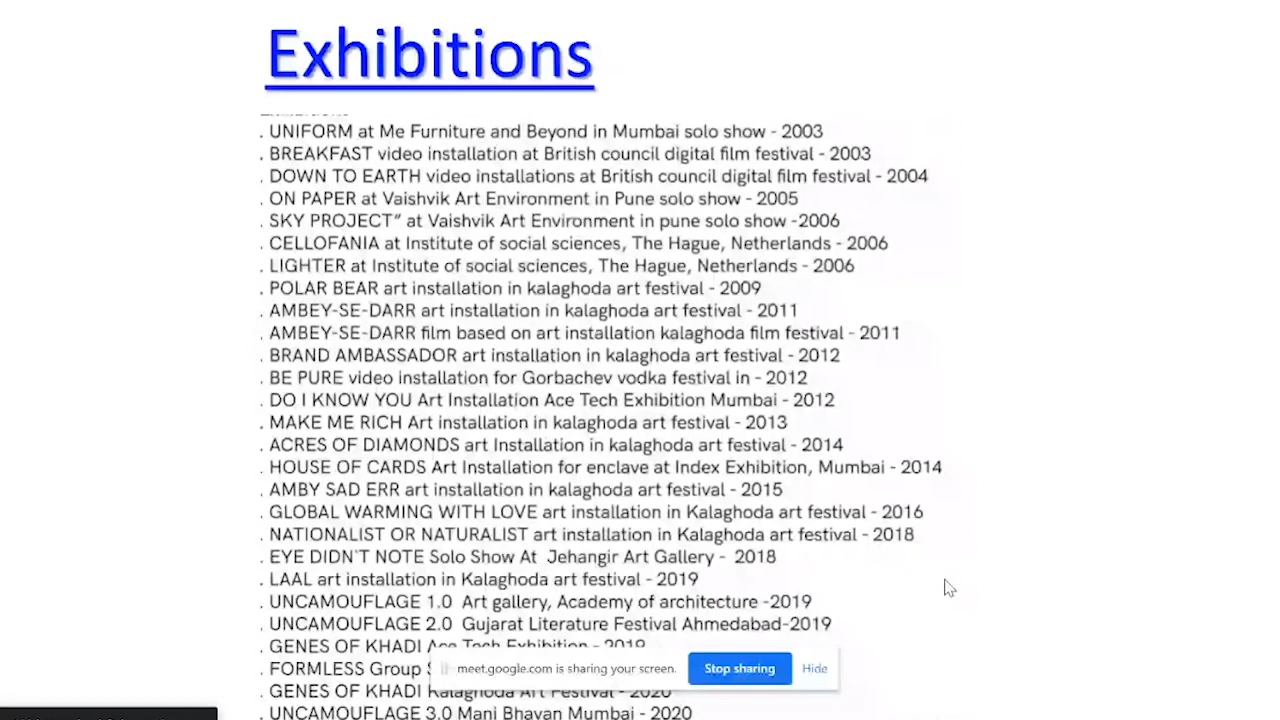 Exhibitions
. UNIFORM at Me Furniture and Beyond in Mumbai solo show - 2003
. BREAKFAST video installation at British council digital film festival - 2003
. DOWN TO EARTH video installations at British council digital film festival - 2004
. ON PAPER at Vaishvik Art Environment in Pune solo show - 2005
. SKY PROJECT” at Vaishvik Art Environment in pune solo show -2006
. CELLOFANIA at Institute of social sciences, The Hague, Netherlands - 2006
. LIGHTER at Institute of social sciences, The Hague, Netherlands - 2006
. POLAR BEAR art installation in kalaghoda art festival - 2009
. AMBEY-SE-DARR art installation in kalaghoda art festival - 2011
. AMBEY-SE-DARR film based on art installation kalaghoda film festival - 2011
. BRAND AMBASSADOR art installation in kalaghoda art festival - 2012
. BE PURE video installation for Gorbachev vodka festival in - 2012
. DO I KNOW YOU Art Installation Ace Tech Exhibition Mumbai - 2012
. MAKE ME RICH Art installation in kalaghoda art festival - 2013
. ACRES OF DIAMONDS art Installation in kalaghoda art festival - 2014
. HOUSE OF CARDS Art Installation for enclave at Index Exhibition, Mumbai - 2014
. AMBY SAD ERR art installation in kalaghoda art festival - 2015
. GLOBAL WARMING WITH LOVE art installation in Kalaghoda art festival - 2016
. NATIONALIST OR NATURALIST art installation in Kalaghoda art festival - 2018
. EYE DIDN'T NOTE Solo Show At Jehangir Art Gallery - 2018
. LAAL art installation in Kalaghoda art festival - 2019
. UNCAMOUFLAGE 1.0 Art gallery, Academy of architecture -2019
. UNCAMOUFLAGE 2.0 Gujarat Literature Festival Ahmedabad-2019
. GENES OF KHADI Ace Tech Exhibition - 2019
. FORMLESS Group
meet.google.com is sharing your screen. Stop sharing Hide
. GENES OF KHADI Kalaghoda Art Festival - 2020
. UNCAMOUFLAGE 3.0 Mani Bhavan Mumbai - 2020